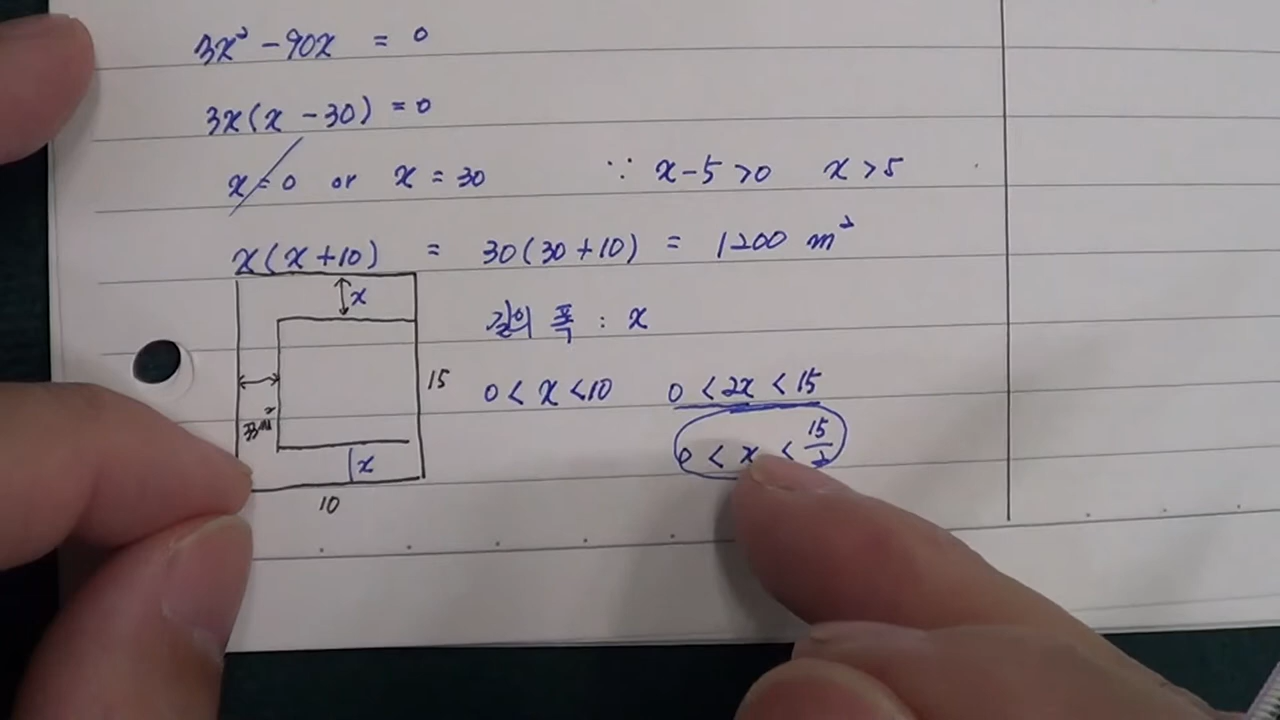 3x² - 90x = 0
3x(x - 30) = 0
x = 0 or x = 30 ∵ x-5>0 x>5
x(x+10) = 30(30+10) = 1200 m²
x
길의 폭 : x
15
0 < x < 10 0 < 2x < 15
0 < x < 15/2
x
10